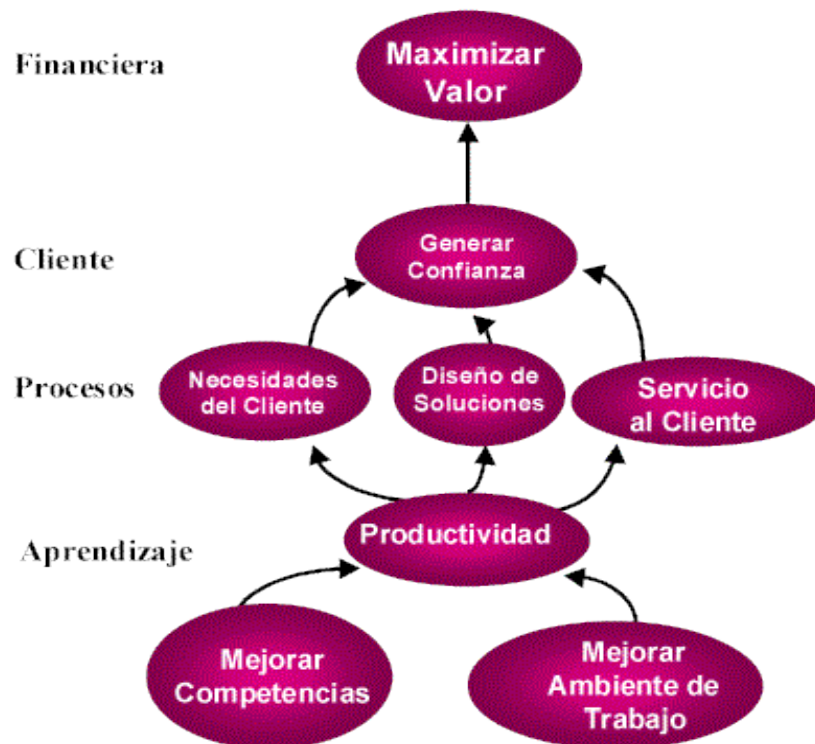 Financiera
Maximizar
Valor
Cliente
Generar
Confianza
Procesos
Necesidades
del Cliente
Diseño de
Soluciones
Servicio
al Cliente
Aprendizaje
Productividad
Mejorar
Competencias
Mejorar
Ambiente de
Trabajo